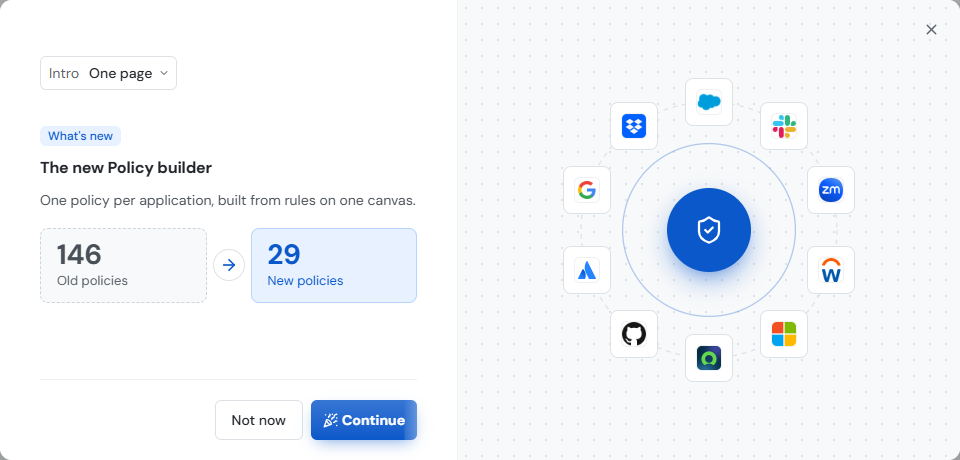 Intro One page
What's new
The new Policy builder
One policy per application, built from rules on one canvas.
146
Old policies
29
New policies
Not now
Continue
zm
W